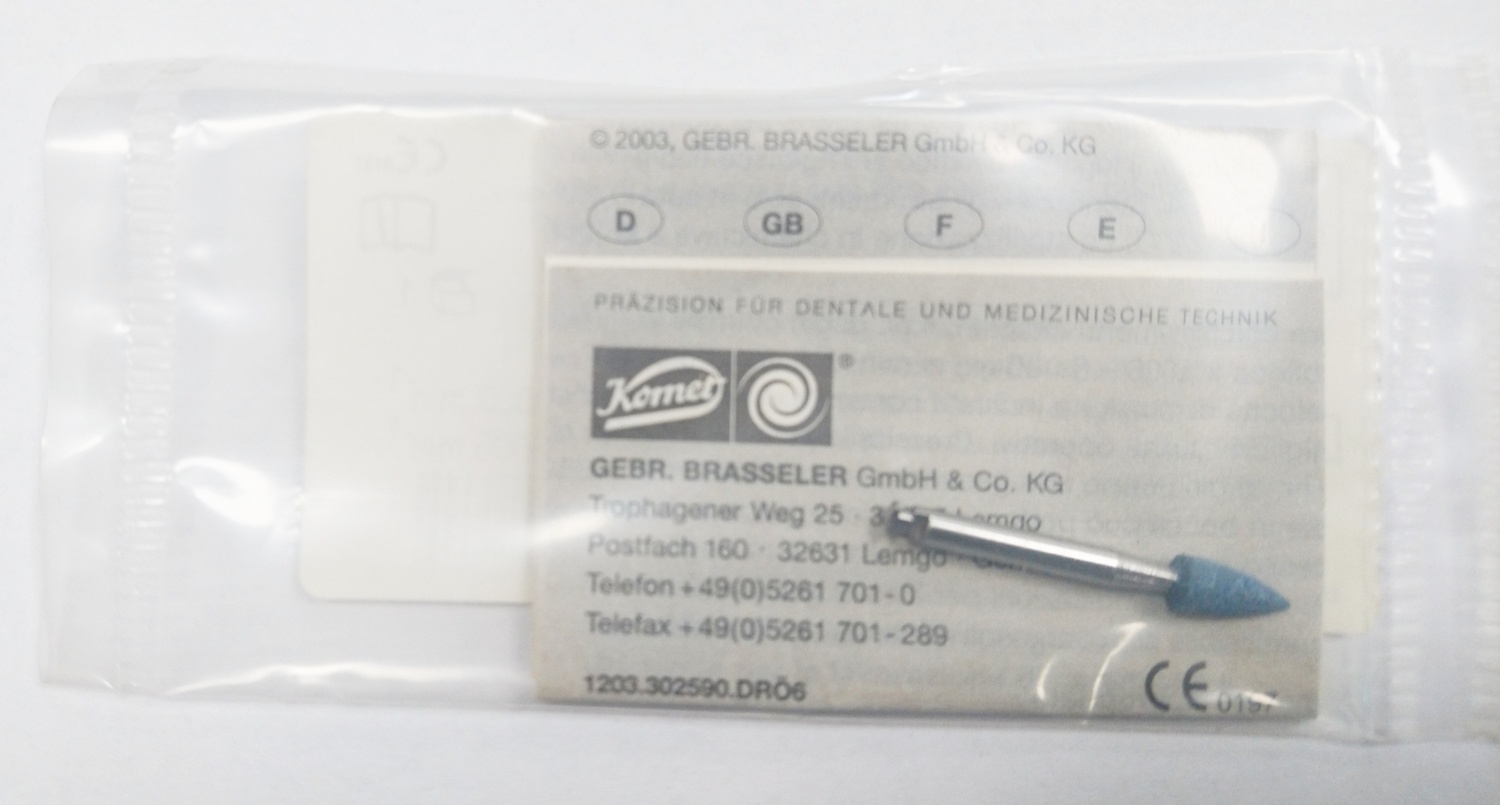 © 2003, GEBR. BRASSELER GmbH & Co. KG
D GB F E
PRÄZISION FÜR DENTALE UND MEDIZINISCHE TECHNIK
Komet ®
GEBR. BRASSELER GmbH & Co. KG
Trophagener Weg 25 · Lemgo
Postfach 160 · 32631 Lemgo ·
Telefon +49(0)5261 701-0
Telefax +49(0)5261 701-289
1203.302590.DRÖ6
CE 0197